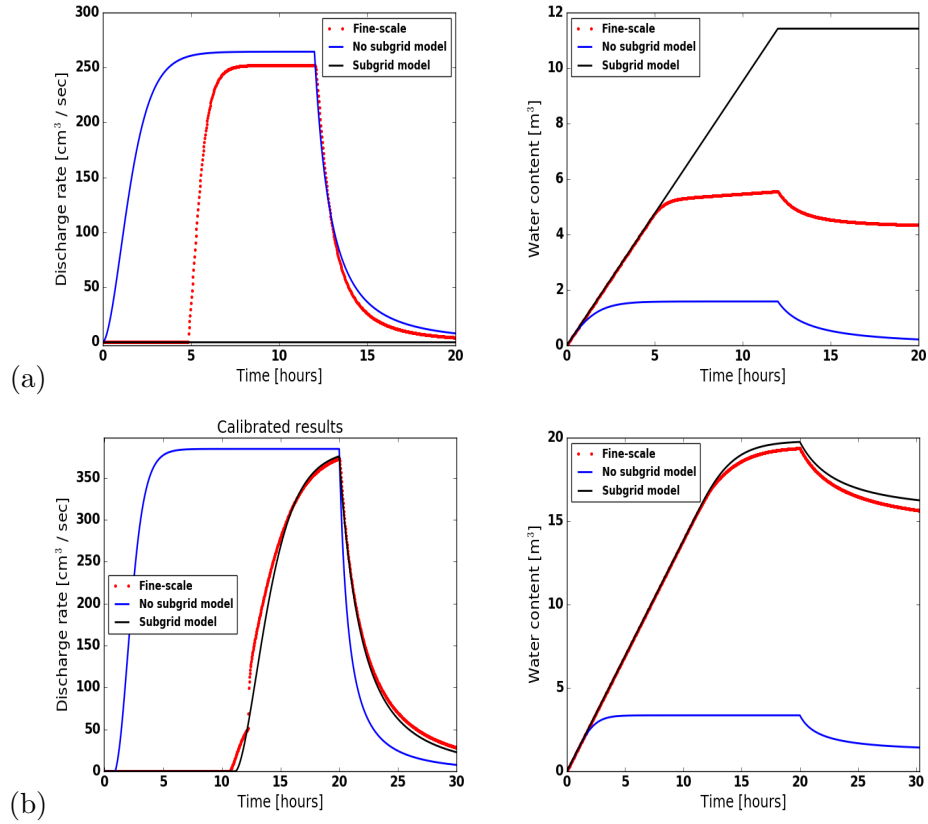 300
250
200
150
100
50
0
Discharge rate [cm³ / sec]
Fine-scale
No subgrid model
Subgrid model
0 5 10 15 20
Time [hours]
12
10
8
6
4
2
0
Water content [m³]
Fine-scale
No subgrid model
Subgrid model
0 5 10 15 20
Time [hours]
(a)
Calibrated results
350
300
250
200
150
100
50
0
Discharge rate [cm³ / sec]
Fine-scale
No subgrid model
Subgrid model
0 5 10 15 20 25 30
Time [hours]
20
15
10
5
0
Water content [m³]
Fine-scale
No subgrid model
Subgrid model
0 5 10 15 20 25 30
Time [hours]
(b)